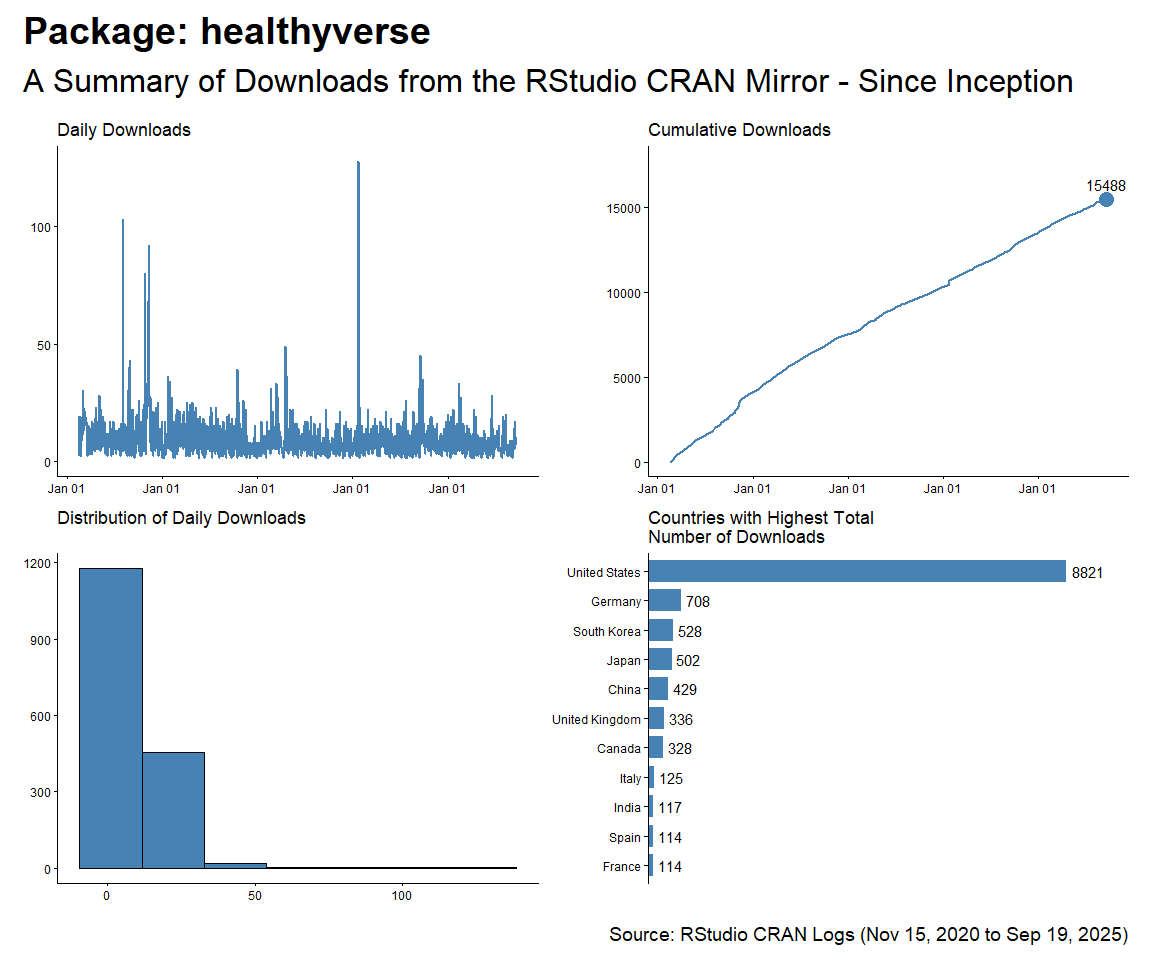 Package: healthyverse
A Summary of Downloads from the RStudio CRAN Mirror - Since Inception
Daily Downloads
100
50
0
Jan 01 Jan 01 Jan 01 Jan 01 Jan 01
Cumulative Downloads
15488
15000
10000
5000
0
Jan 01 Jan 01 Jan 01 Jan 01 Jan 01
Distribution of Daily Downloads
1200
900
600
300
0
0 50 100
Countries with Highest Total
Number of Downloads
United States 8821
Germany 708
South Korea 528
Japan 502
China 429
United Kingdom 336
Canada 328
Italy 125
India 117
Spain 114
France 114
Source: RStudio CRAN Logs (Nov 15, 2020 to Sep 19, 2025)